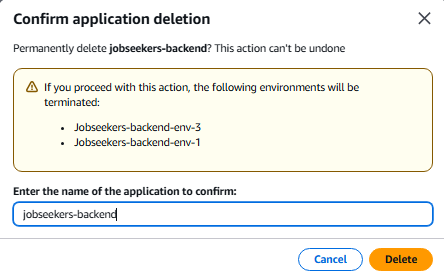 Confirm application deletion
Permanently delete jobseekers-backend? This action can't be undone
If you proceed with this action, the following environments will be
terminated:
• Jobseekers-backend-env-3
• Jobseekers-backend-env-1
Enter the name of the application to confirm:
jobseekers-backend
Cancel
Delete